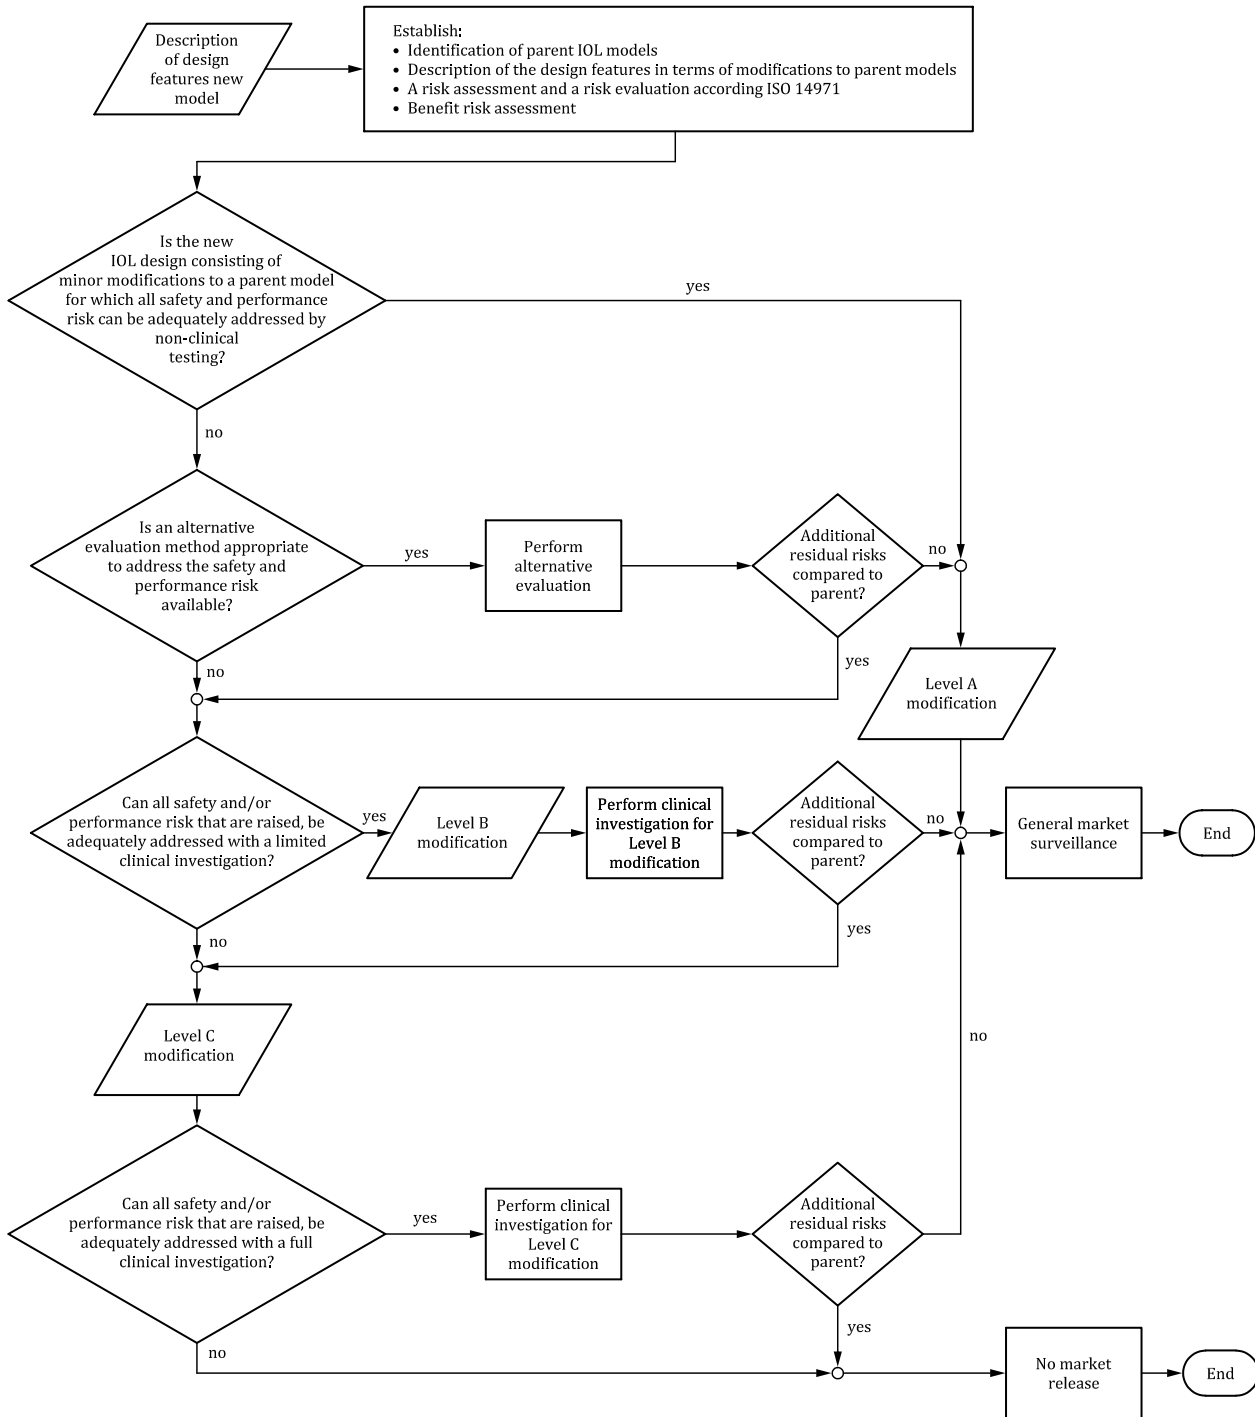 Description
of design
features new
model
Establish:
• Identification of parent IOL models
• Description of the design features in terms of modifications to parent models
• A risk assessment and a risk evaluation according ISO 14971
• Benefit risk assessment
Is the new
IOL design consisting of
minor modifications to a parent model
for which all safety and performance
risk can be adequately addressed by
non-clinical
testing?
yes
no
Is an alternative
evaluation method appropriate
to address the safety and
performance risk
available?
yes
Perform
alternative
evaluation
Additional
residual risks
compared to
parent?
no
yes
no
Level A
modification
Can all safety and/or
performance risk that are raised, be
adequately addressed with a limited
clinical investigation?
yes
Level B
modification
Perform clinical
investigation for
Level B
modification
Additional
residual risks
compared to
parent?
no
General market
surveillance
End
yes
no
Level C
modification
no
Can all safety and/or
performance risk that are raised, be
adequately addressed with a full
clinical investigation?
yes
Perform clinical
investigation for
Level C
modification
Additional
residual risks
compared to
parent?
yes
no
No market
release
End